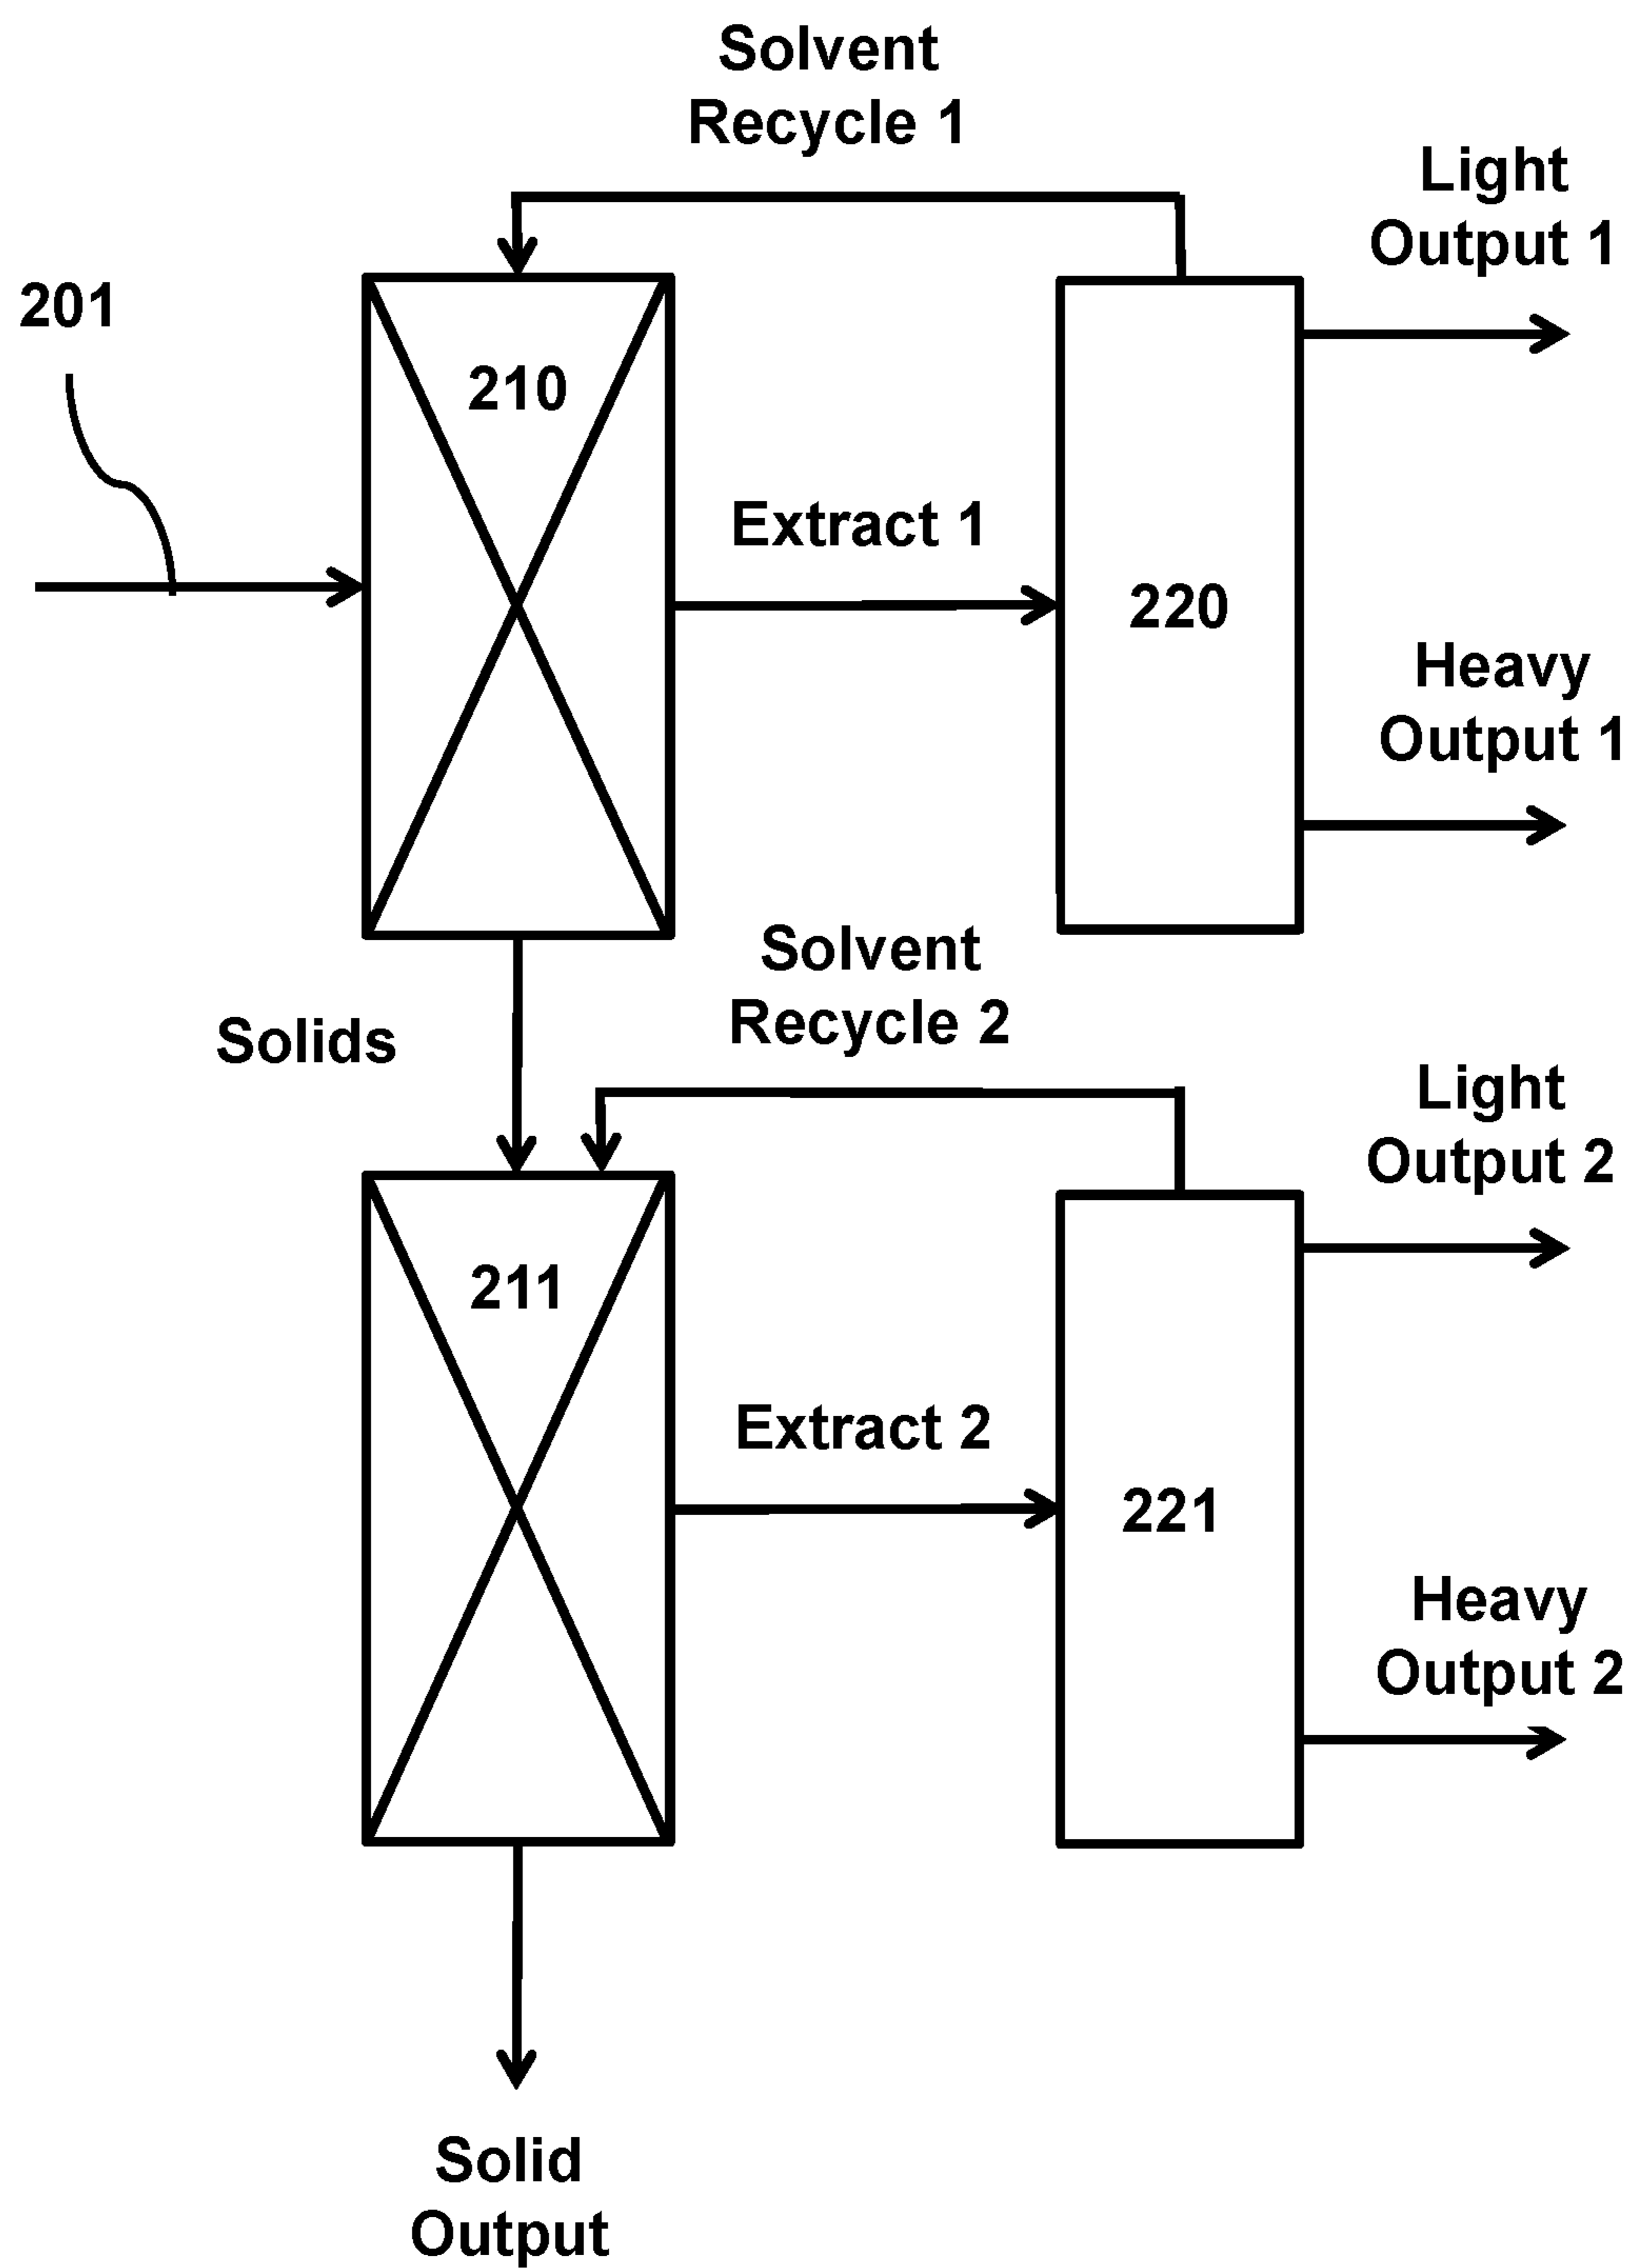 Solvent
Recycle 1
Light
Output 1
201
210
Extract 1
220
Heavy
Output 1
Solvent
Recycle 2
Solids
Light
Output 2
211
Extract 2
221
Heavy
Output 2
Solid
Output